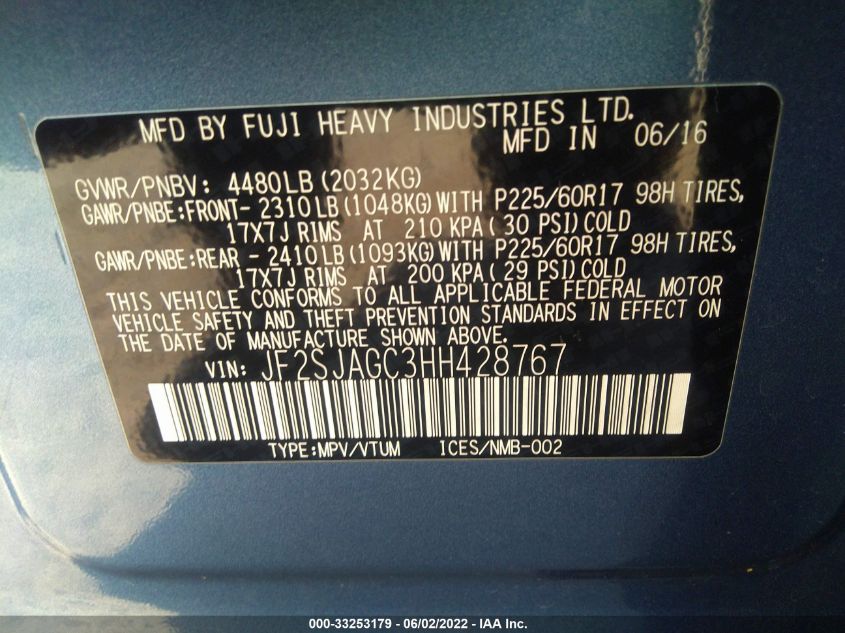 MFD BY FUJI HEAVY INDUSTRIES LTD.
MFD IN 06/16
GVWR/PNBV: 4480LB(2032KG)
GAWR/PNBE:FRONT- 2310LB(1048KG)WITH P225/60R17 98H TIRES,
17X7J RIMS AT 210 KPA( 30 PSI)COLD
GAWR/PNBE:REAR - 2410LB(1093KG)WITH P225/60R17 98H TIRES,
17X7J RIMS AT 200 KPA( 29 PSI)COLD
THIS VEHICLE CONFORMS TO ALL APPLICABLE FEDERAL MOTOR
VEHICLE SAFETY AND THEFT PREVENTION STANDARDS IN EFFECT ON
THE DATE OF MANUFACTURE SHOWN ABOVE.
VIN: JF2SJAGC3HH428767
TYPE:MPV/VTUM ICES/NMB-002
000-33253179 - 06/02/2022 - IAA Inc.